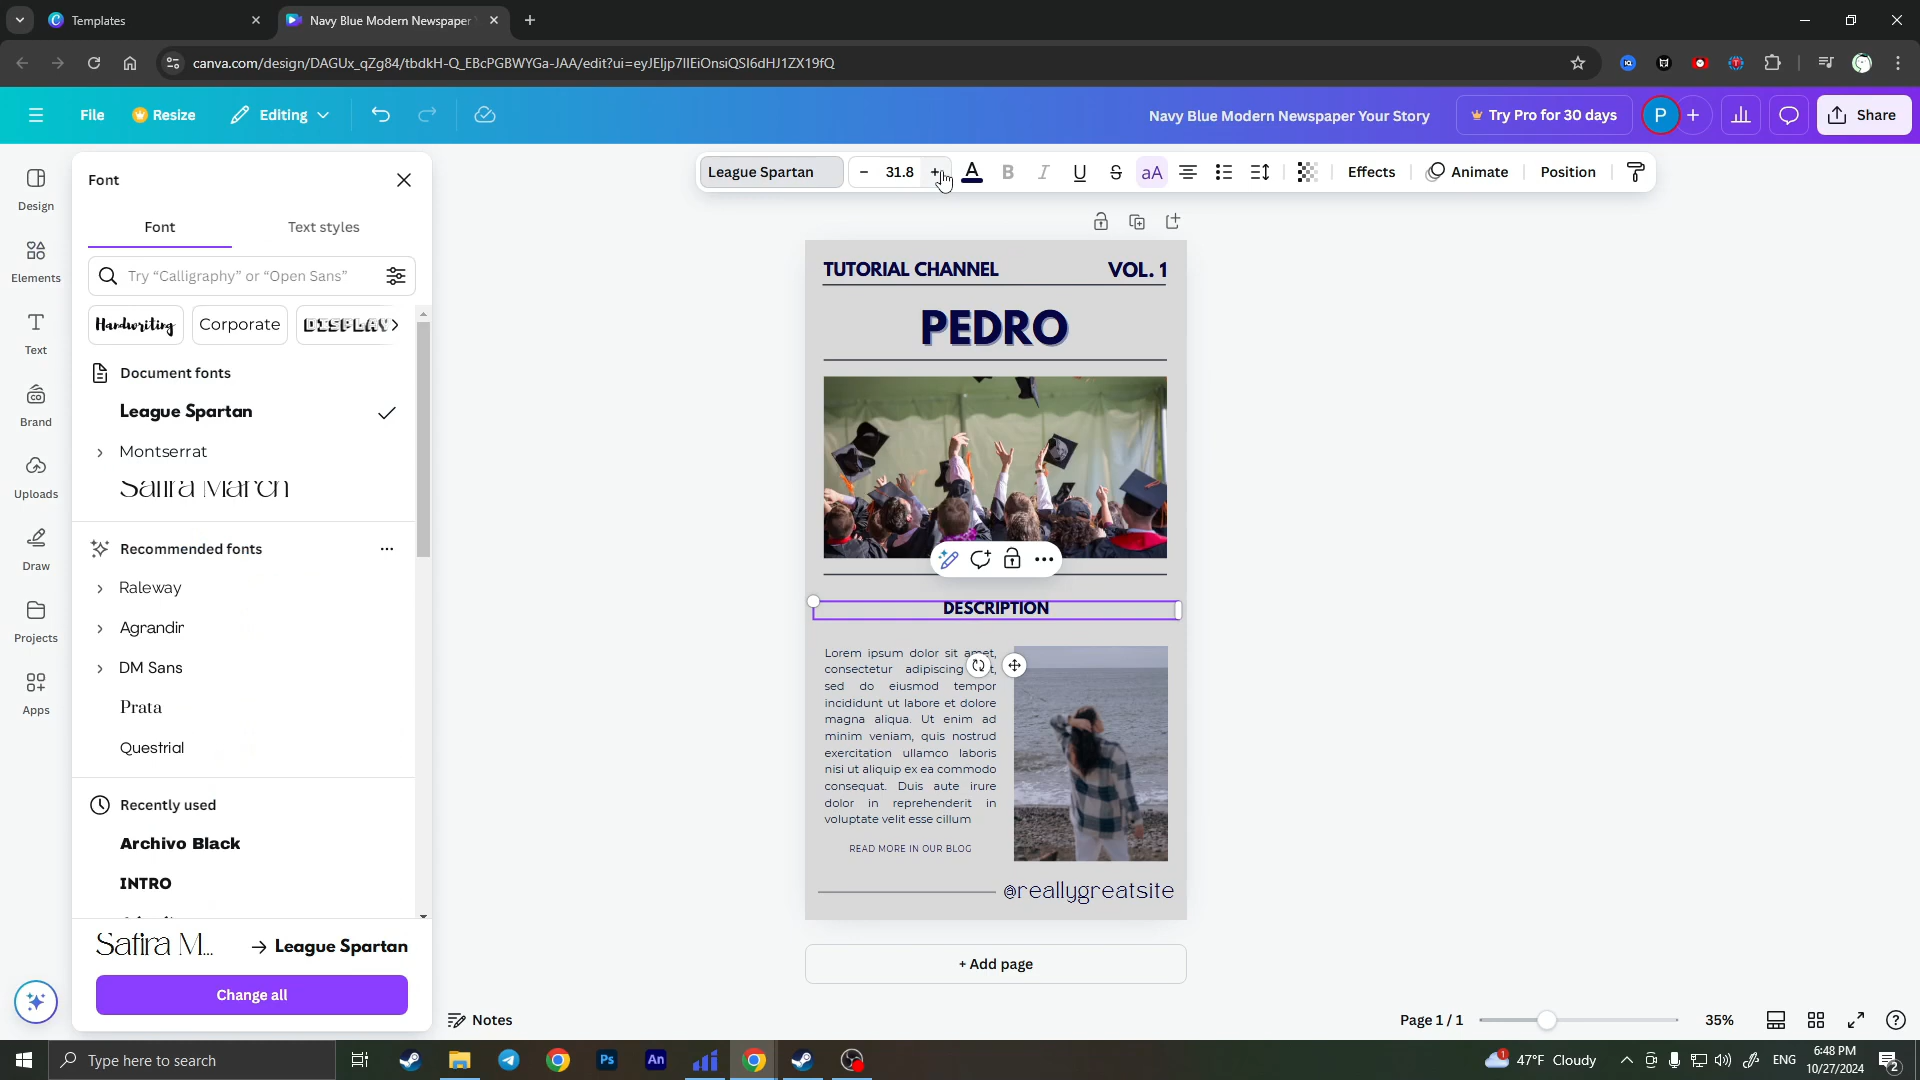 Templates
Navy Blue Modern Newspaper
canva.com/design/DAGUx_qZg84/tbdkH-Q_EBcPGBWYGa-JAA/edit?ui=eyJEljp7IlEiOnsiQSI6dHJ1ZX19fQ
File
Resize
Editing
Navy Blue Modern Newspaper Your Story
Try Pro for 30 days
P
Share
Design
Elements
Text
Brand
Uploads
Draw
Projects
Apps
Font
Font
Text styles
Try “Calligraphy” or “Open Sans”
Handwriting
Corporate
DISPLAY
Document fonts
League Spartan
Montserrat
Safira March
Recommended fonts
Raleway
Agrandir
DM Sans
Prata
Questrial
Recently used
Archivo Black
INTRO
Safira M... → League Spartan
Change all
League Spartan
31.8
A
B
I
U
S
aA
Effects
Animate
Position
TUTORIAL CHANNEL
VOL. 1
PEDRO
DESCRIPTION
Lorem ipsum dolor sit amet,
consectetur adipiscing
sed do eiusmod tempor
incididunt ut labore et dolore
magna aliqua. Ut enim ad
minim veniam, quis nostrud
exercitation ullamco laboris
nisi ut aliquip ex ea commodo
consequat. Duis aute irure
dolor in reprehenderit in
voluptate velit esse cillum
READ MORE IN OUR BLOG
@reallygreatsite
+ Add page
Notes
Page 1 / 1
35%
Type here to search
Ps
An
1
47°F Cloudy
ENG
6:48 PM
10/27/2024
2